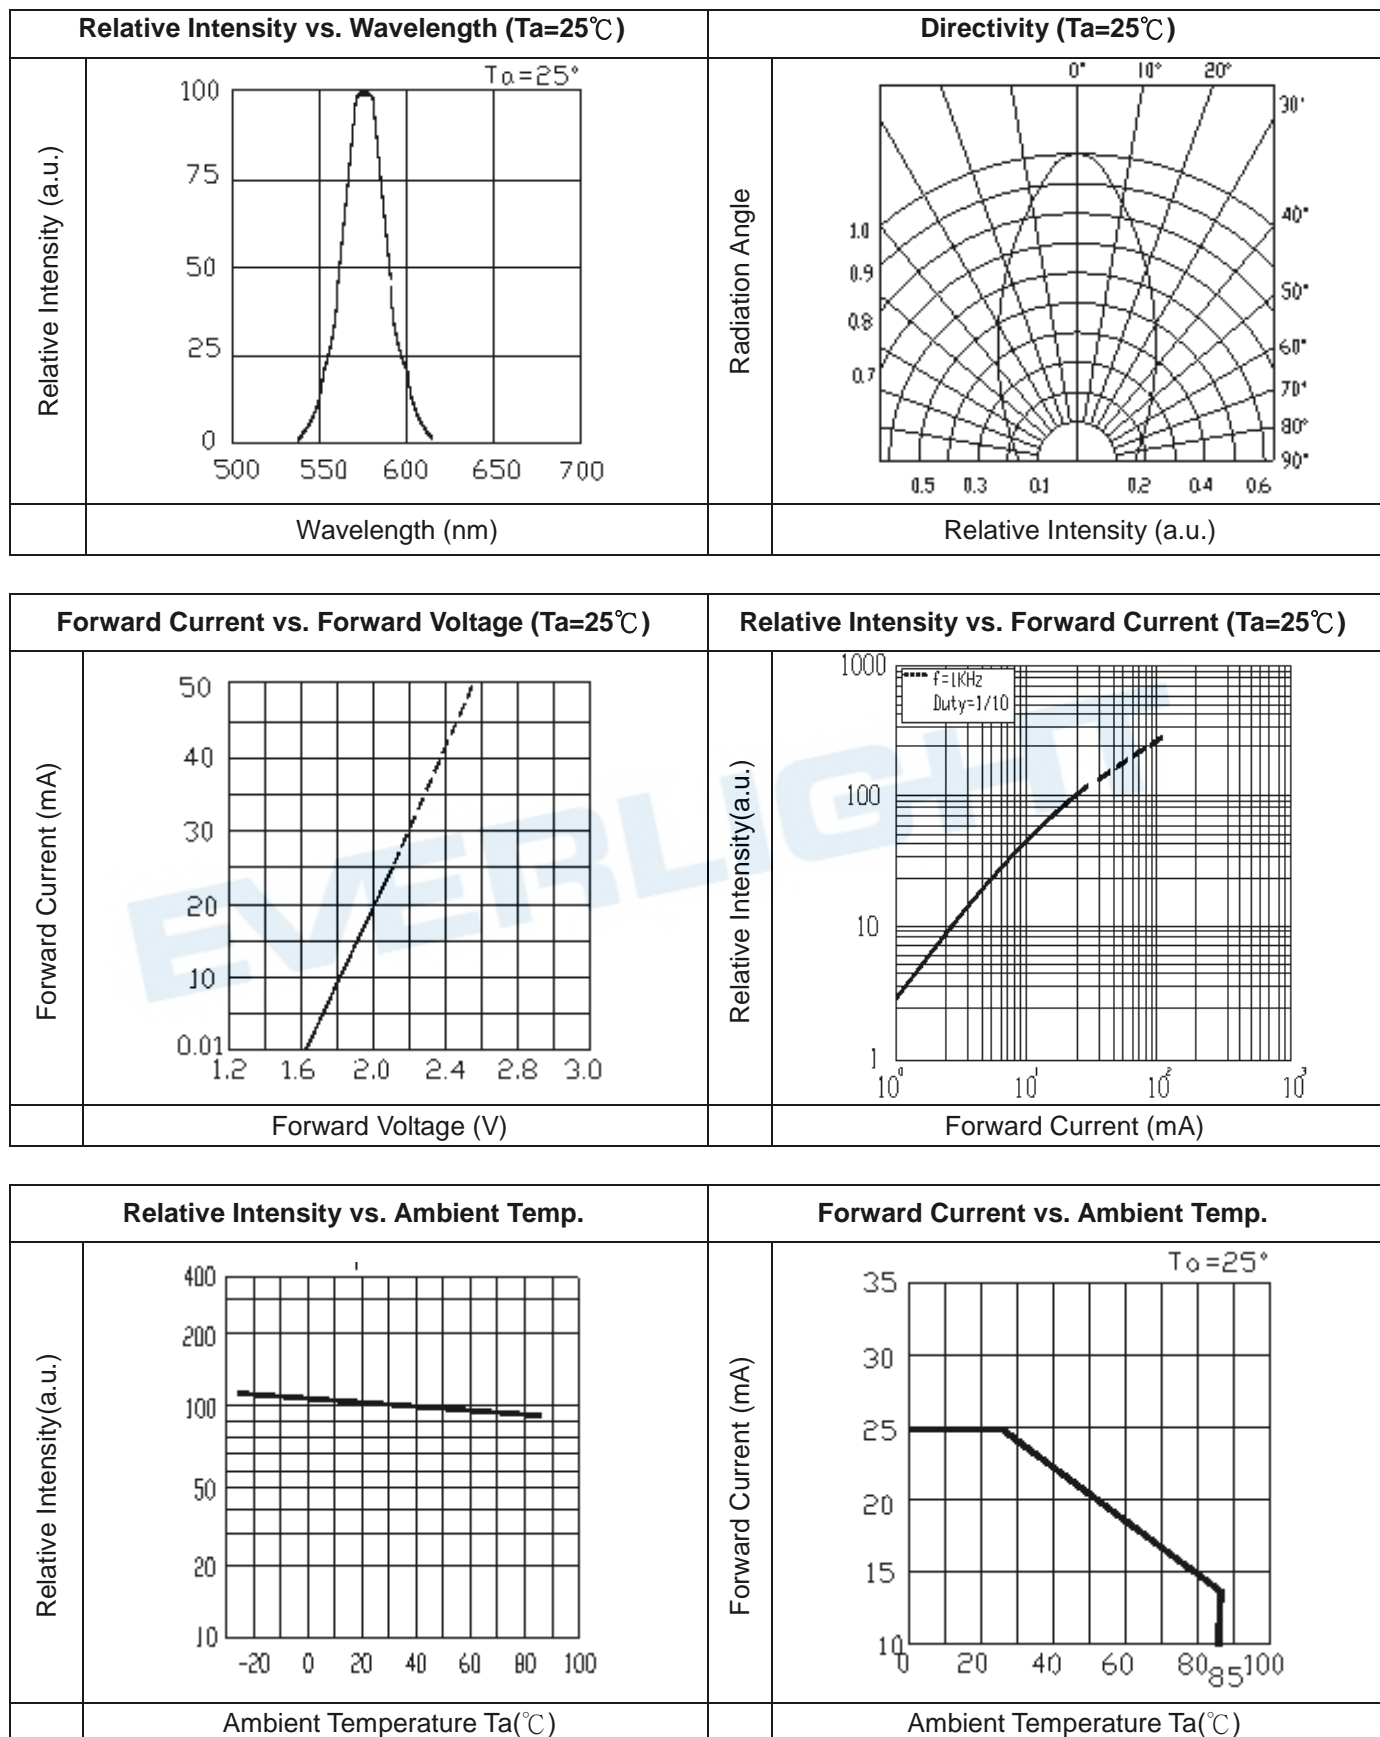 Relative Intensity vs. Wavelength (Ta=25℃)
Ta=25°
Relative Intensity (a.u.)
100
75
50
25
0
500 550 600 650 700
Wavelength (nm)
Directivity (Ta=25℃)
0° 10° 20°
30°
40°
50°
60°
70°
80°
90°
Radiation Angle
1.0
0.9
0.8
0.7
0.5 0.3 0.1 0.2 0.4 0.6
Relative Intensity (a.u.)
Forward Current vs. Forward Voltage (Ta=25℃)
Forward Current (mA)
50
40
30
20
10
0.01
1.2 1.6 2.0 2.4 2.8 3.0
Forward Voltage (V)
Relative Intensity vs. Forward Current (Ta=25℃)
Relative Intensity(a.u.)
1000
f=1KHz
Duty=1/10
100
10
1
10⁰ 10¹ 10² 10³
Forward Current (mA)
EVERLIGHT
Relative Intensity vs. Ambient Temp.
Relative Intensity(a.u.)
400
200
100
50
20
10
-20 0 20 40 60 80 100
Ambient Temperature Ta(℃)
Forward Current vs. Ambient Temp.
Ta=25°
Forward Current (mA)
35
30
25
20
15
10
0 20 40 60 80 85 100
Ambient Temperature Ta(℃)